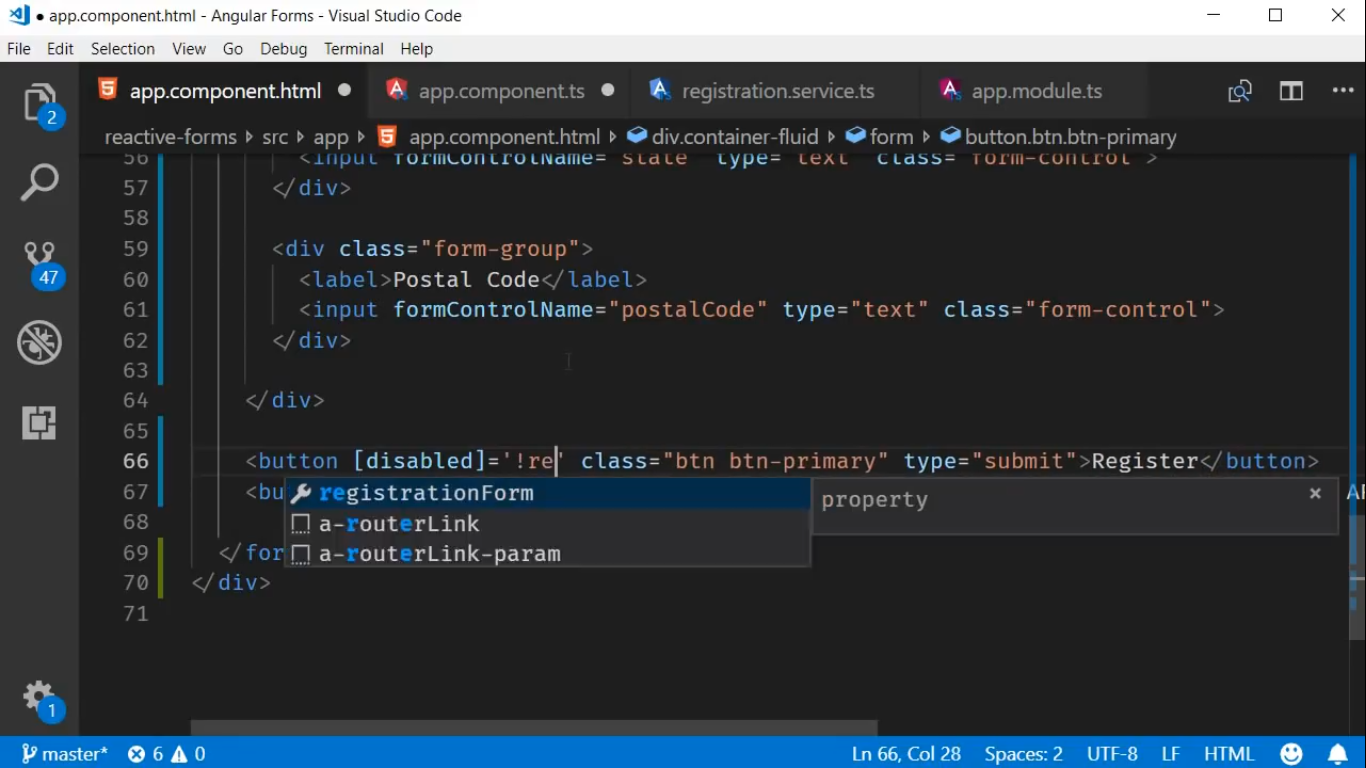 ● app.component.html - Angular Forms - Visual Studio Code
File Edit Selection View Go Debug Terminal Help
app.component.html ● app.component.ts ● registration.service.ts app.module.ts
2
reactive-forms src app app.component.html div.container-fluid form button.btn.btn-primary
56 <input formControlName="state" type="text" class="form-control">
57 </div>
58
59 <div class="form-group">
60 <label>Postal Code</label>
61 <input formControlName="postalCode" type="text" class="form-control">
47
62 </div>
63
64 </div>
65
66 <button [disabled]='!re' class="btn btn-primary" type="submit">Register</button>
67 <bu
registrationForm property ×
a-routerLink
a-routerLink-param
68
69 </for
70 </div>
71
1
master* 6 0 Ln 66, Col 28 Spaces: 2 UTF-8 LF HTML